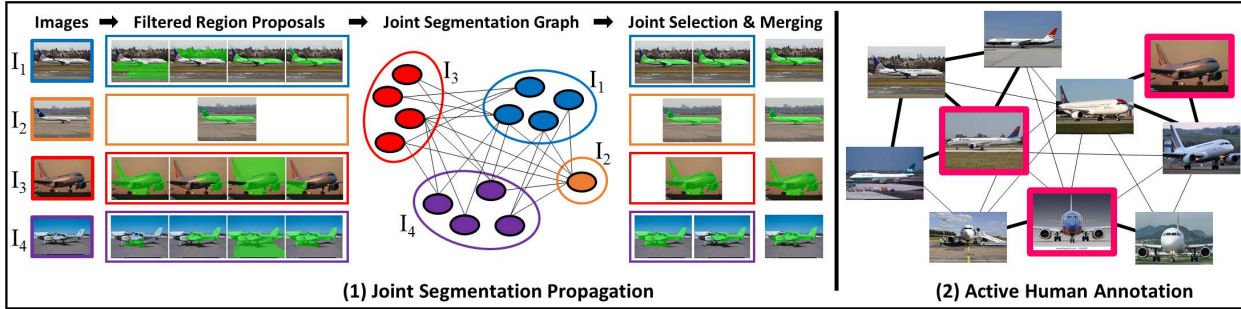 Images → Filtered Region Proposals → Joint Segmentation Graph → Joint Selection & Merging
I1
I2
I3
I4
I3
I1
I2
I4
(1) Joint Segmentation Propagation
(2) Active Human Annotation